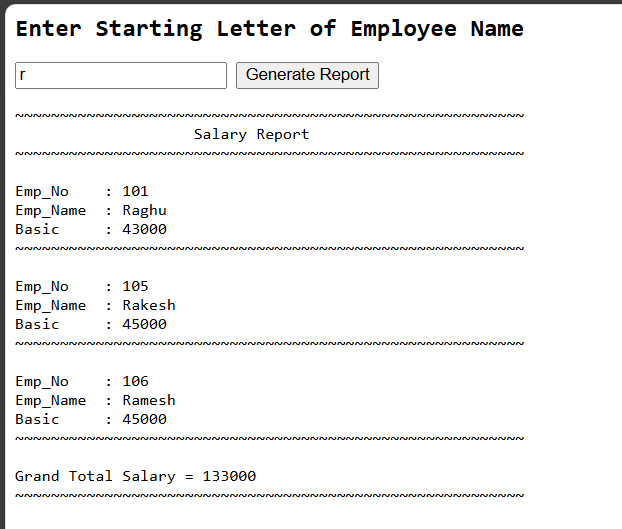 Enter Starting Letter of Employee Name
r Generate Report
~~~~~~~~~~~~~~~~~~~~~~~~~~~~~~~~~~~~~~~~~~~~~~~~~~~~~~~~~
Salary Report
~~~~~~~~~~~~~~~~~~~~~~~~~~~~~~~~~~~~~~~~~~~~~~~~~~~~~~~~~
Emp_No    : 101
Emp_Name  : Raghu
Basic     : 43000
~~~~~~~~~~~~~~~~~~~~~~~~~~~~~~~~~~~~~~~~~~~~~~~~~~~~~~~~~
Emp_No    : 105
Emp_Name  : Rakesh
Basic     : 45000
~~~~~~~~~~~~~~~~~~~~~~~~~~~~~~~~~~~~~~~~~~~~~~~~~~~~~~~~~
Emp_No    : 106
Emp_Name  : Ramesh
Basic     : 45000
~~~~~~~~~~~~~~~~~~~~~~~~~~~~~~~~~~~~~~~~~~~~~~~~~~~~~~~~~
Grand Total Salary = 133000
~~~~~~~~~~~~~~~~~~~~~~~~~~~~~~~~~~~~~~~~~~~~~~~~~~~~~~~~~